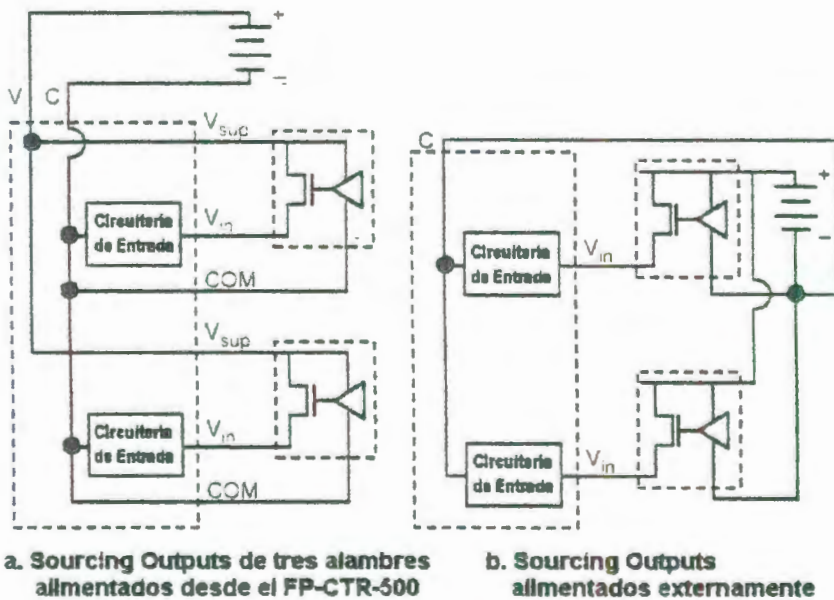 +
−
V C
V_sup
Circuitería
de Entrada
V_in
COM
V_sup
Circuitería
de Entrada
V_in
COM
a. Sourcing Outputs de tres alambres
alimentados desde el FP-CTR-500
C
+
−
Circuitería
de Entrada
V_in
Circuitería
de Entrada
V_in
b. Sourcing Outputs
alimentados externamente